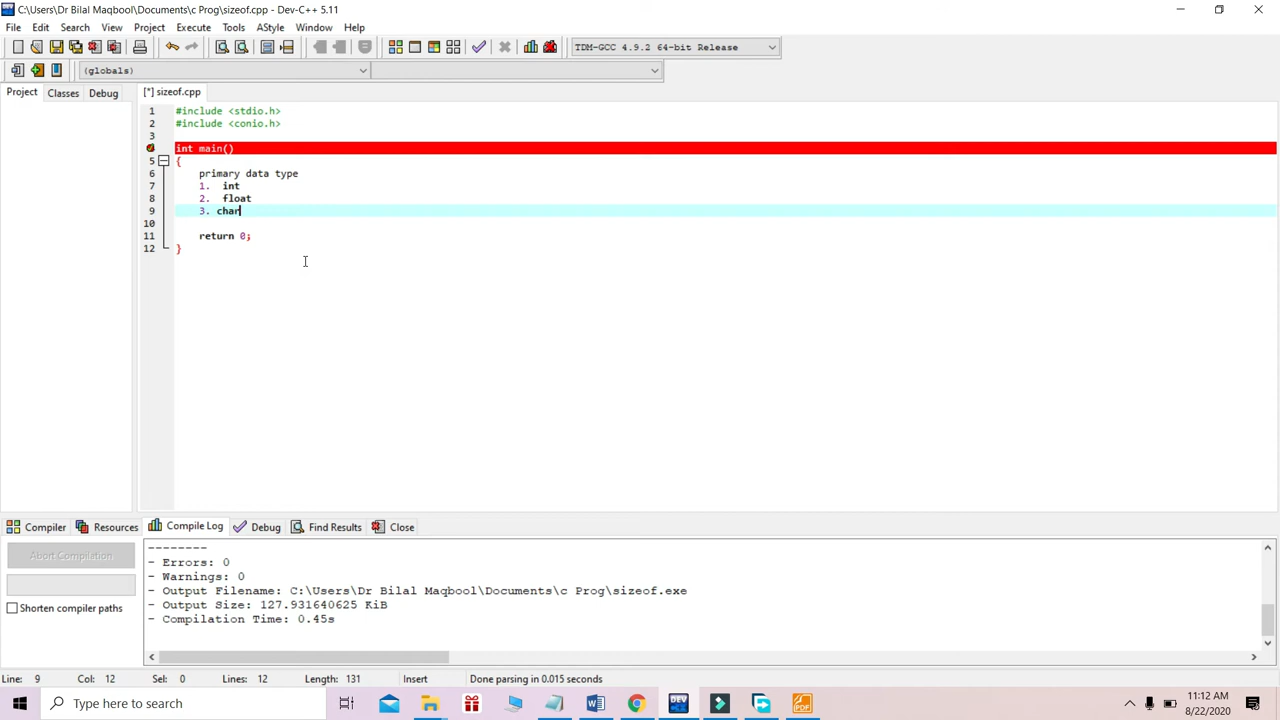 C:\Users\Dr Bilal Maqbool\Documents\c Prog\sizeof.cpp - Dev-C++ 5.11
File Edit Search View Project Execute Tools AStyle Window Help
TDM-GCC 4.9.2 64-bit Release
(globals)
Project Classes Debug
[*] sizeof.cpp
1 #include <stdio.h>
2 #include <conio.h>
3
int main()
5 {
6 primary data type
7 1. int
8 2. float
9 3. char
10
11 return 0;
12 }
Compiler Resources Compile Log Debug Find Results Close
Abort Compilation
Shorten compiler paths
--------
- Errors: 0
- Warnings: 0
- Output Filename: C:\Users\Dr Bilal Maqbool\Documents\c Prog\sizeof.exe
- Output Size: 127.931640625 KiB
- Compilation Time: 0.45s
Line: 9 Col: 12 Sel: 0 Lines: 12 Length: 131 Insert Done parsing in 0.015 seconds
Type here to search
DEV
PDF
11:12 AM
8/22/2020